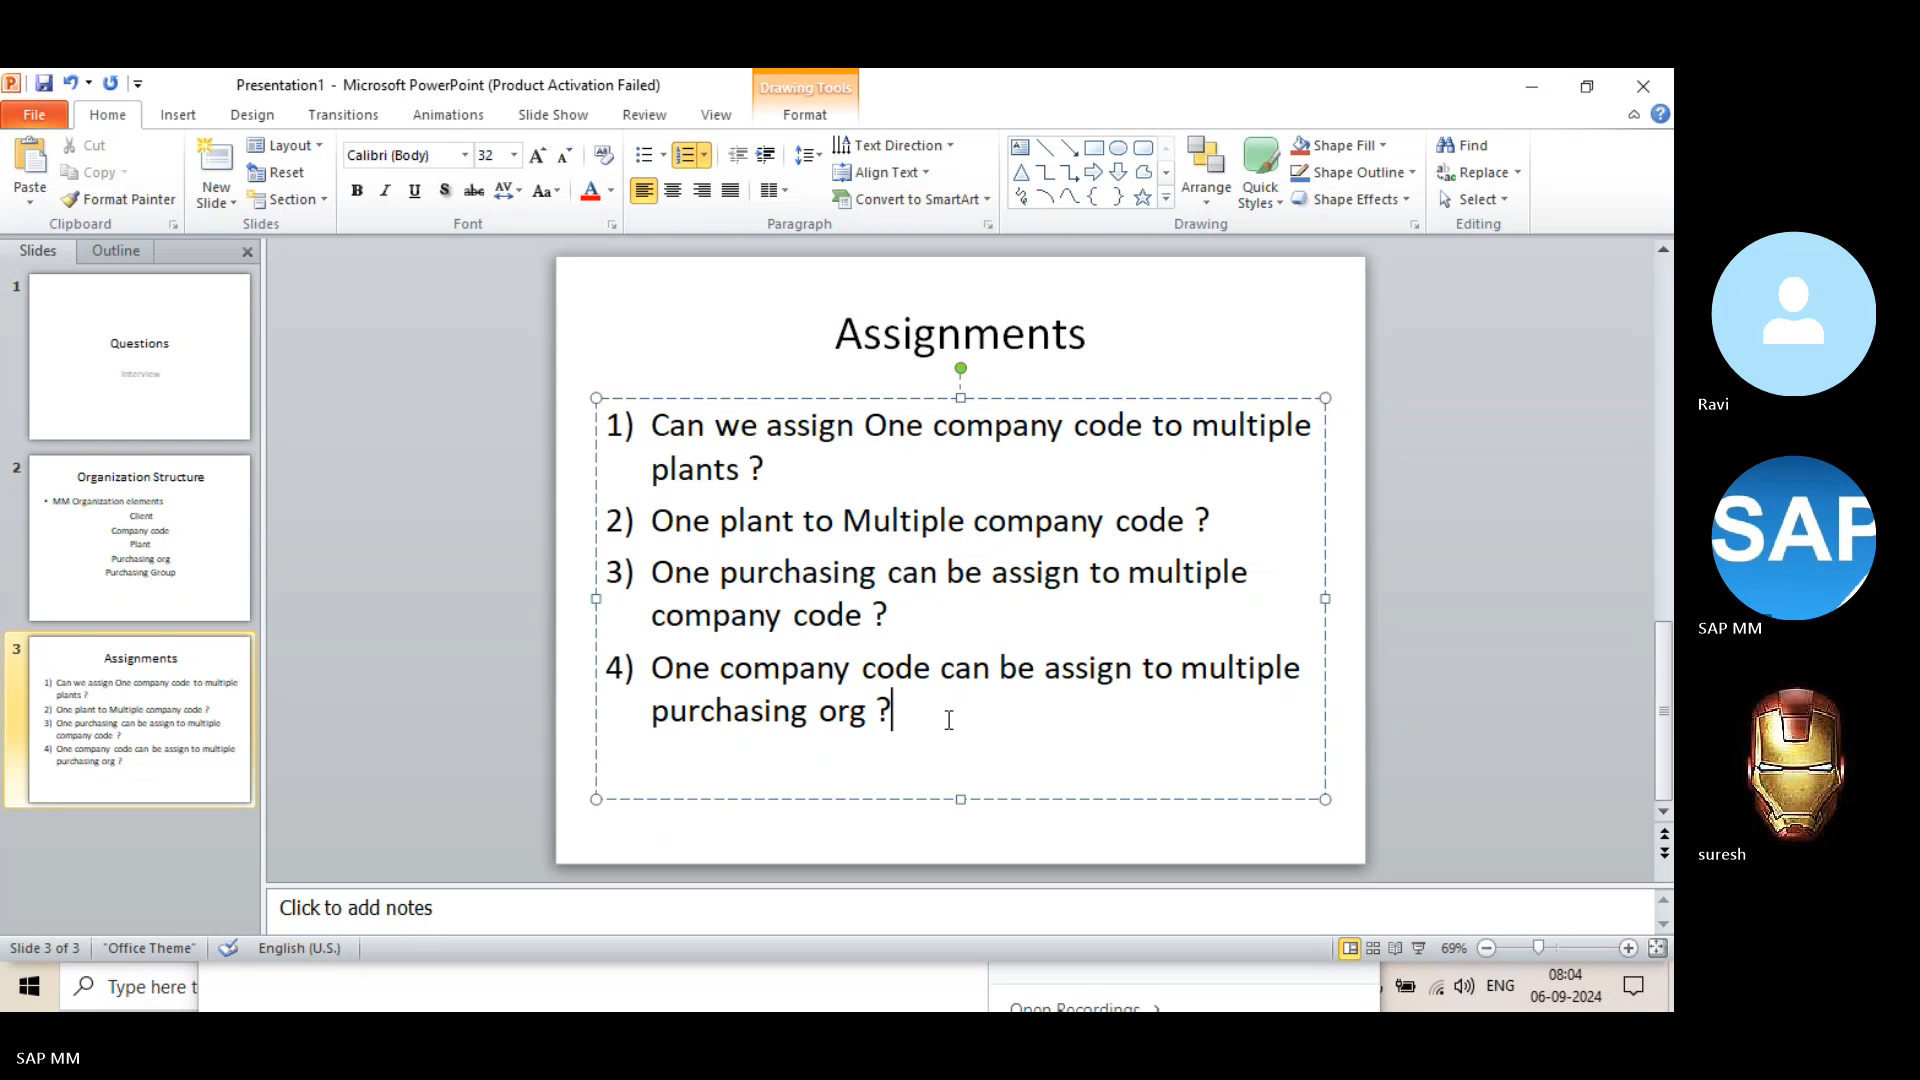 Presentation1 - Microsoft PowerPoint (Product Activation Failed)
Drawing Tools
File Home Insert Design Transitions Animations Slide Show Review View Format
Paste
Cut
Copy
Format Painter
Clipboard
New Slide
Layout
Reset
Section
Slides
Calibri (Body) 32
B I U S abc AV Aa A
Font
Paragraph
Text Direction
Align Text
Convert to SmartArt
Arrange
Quick Styles
Shape Fill
Shape Outline
Shape Effects
Drawing
Find
Replace
Select
Editing
Slides Outline
1
Questions
Interview
2
Organization Structure
• MM Organization elements
Client
Company code
Plant
Purchasing org
Purchasing Group
3
Assignments
1) Can we assign One company code to multiple
plants ?
2) One plant to Multiple company code ?
3) One purchasing can be assign to multiple
company code ?
4) One company code can be assign to multiple
purchasing org ?
Assignments
1) Can we assign One company code to multiple
plants ?
2) One plant to Multiple company code ?
3) One purchasing can be assign to multiple
company code ?
4) One company code can be assign to multiple
purchasing org ?
Click to add notes
Slide 3 of 3 "Office Theme" English (U.S.) 69%
Type here t
Open Recordings
ENG
08:04
06-09-2024
Ravi
SAP
SAP MM
suresh
SAP MM